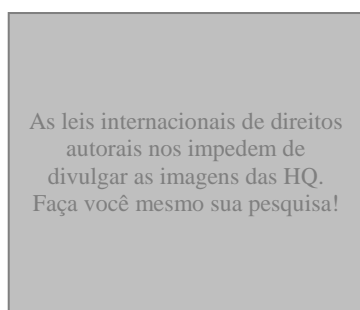 As leis internacionais de direitos
autorais nos impedem de
divulgar as imagens das HQ.
Faça você mesmo sua pesquisa!